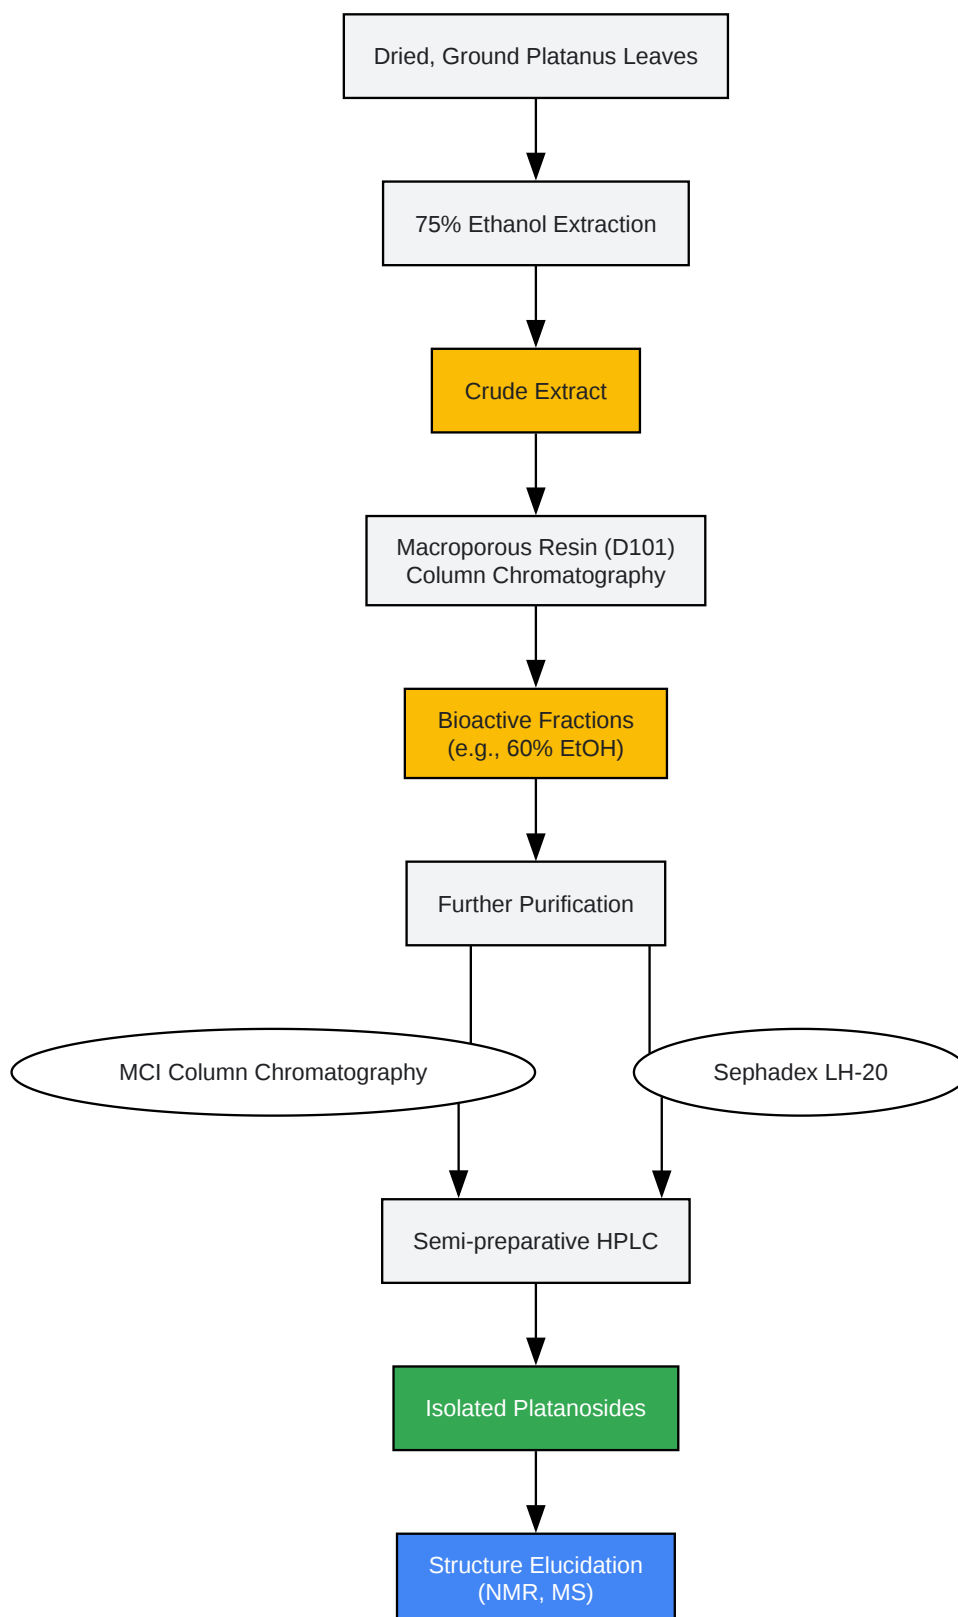 Dried, Ground Platanus Leaves
75% Ethanol Extraction
Crude Extract
Macroporous Resin (D101)
Column Chromatography
Bioactive Fractions
(e.g., 60% EtOH)
Further Purification
MCI Column Chromatography
Sephadex LH-20
Semi-preparative HPLC
Isolated Platanosides
Structure Elucidation
(NMR, MS)